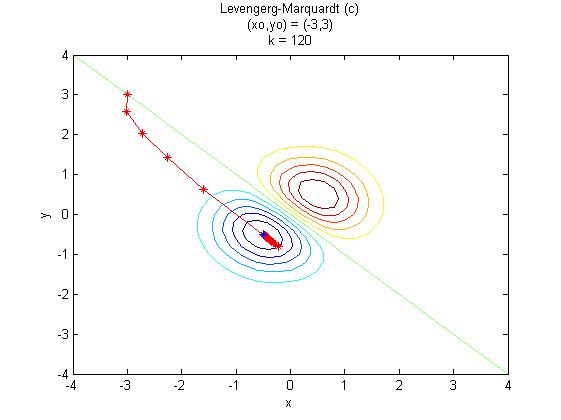 Levengerg-Marquardt (c)
(xo,yo) = (-3,3)
k = 120
4
3
2
1
0
-1
-2
-3
-4
y
-4 -3 -2 -1 0 1 2 3 4
x